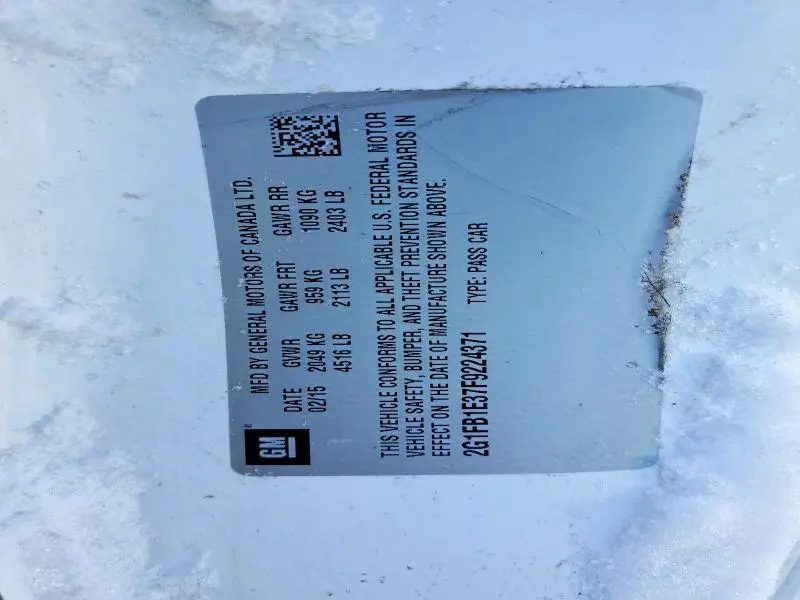 MFD BY GENERAL MOTORS OF CANADA LTD.
DATE GVWR GAWR FRT GAWR RR
02/15 2049 KG 959 KG 1090 KG
4516 LB 2113 LB 2403 LB
GM®
THIS VEHICLE CONFORMS TO ALL APPLICABLE U.S. FEDERAL MOTOR
VEHICLE SAFETY, BUMPER, AND THEFT PREVENTION STANDARDS IN
EFFECT ON THE DATE OF MANUFACTURE SHOWN ABOVE.
2G1FB1E37F9224371 TYPE: PASS CAR